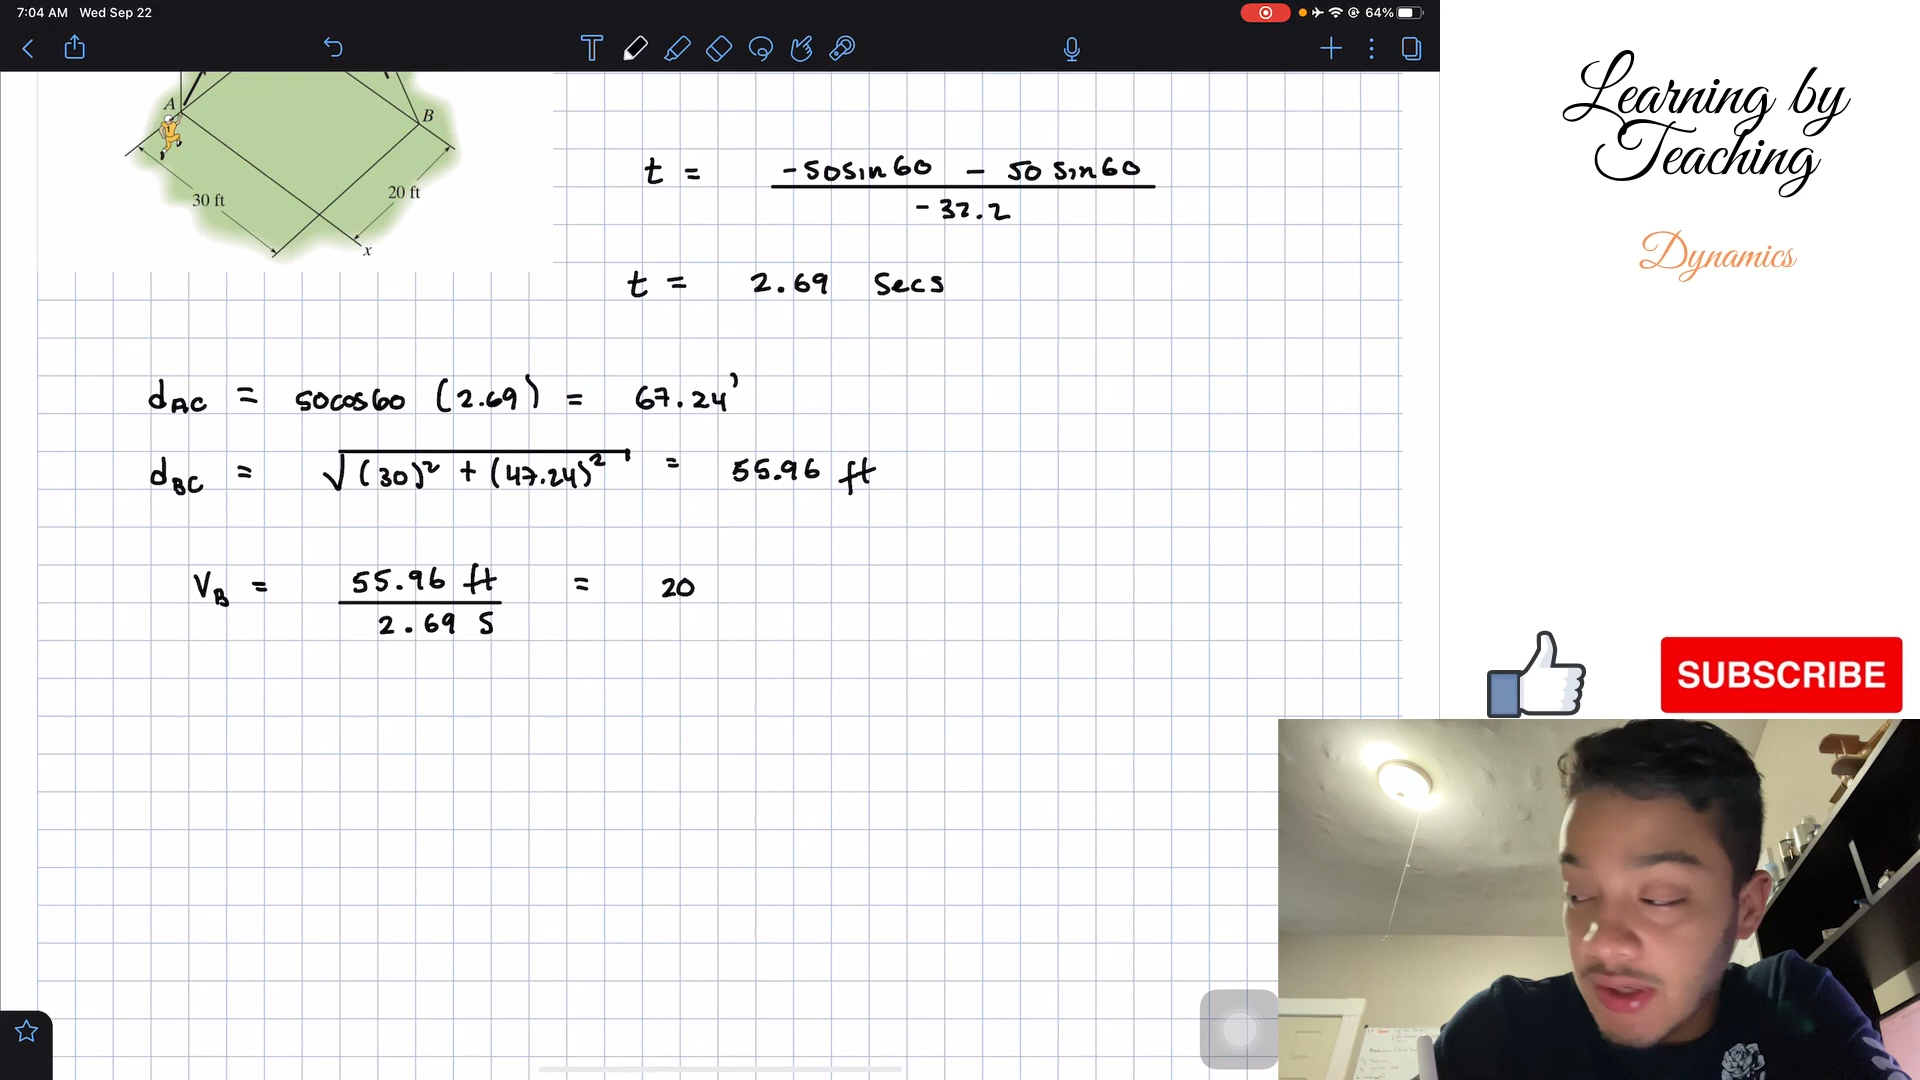 7:04 AM Wed Sep 22
64%
A
B
30 ft
20 ft
x
t = -50sin60 - 50 sin60
-32.2
t = 2.69 Secs
dAC = 50cos60 (2.69) = 67.24'
dBC = √(30)² + (47.24)² = 55.96 ft
VB = 55.96 ft = 20
2.69 S
Learning by
Teaching
Dynamics
SUBSCRIBE